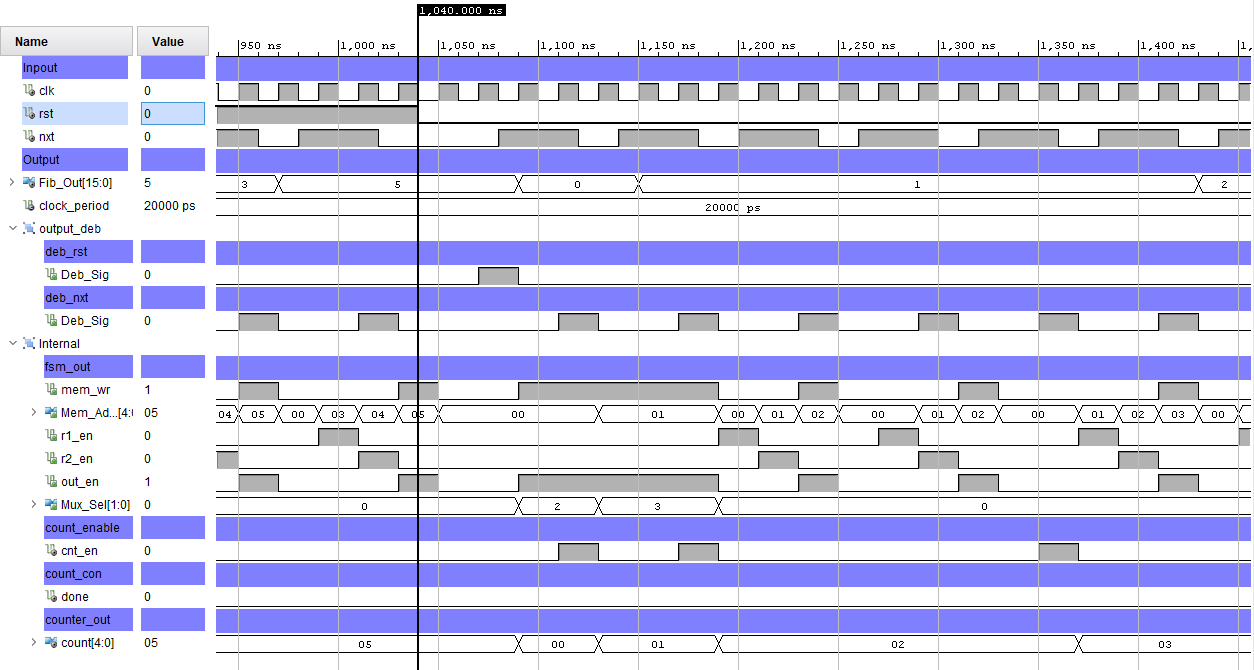 1,040.000 ns
Name Value 950 ns 1,000 ns 1,050 ns 1,100 ns 1,150 ns 1,200 ns 1,250 ns 1,300 ns 1,350 ns 1,400 ns 1,
Inpout
clk 0
rst 0
nxt 0
Output
Fib_Out[15:0] 5 3 5 0 1 2
clock_period 20000 ps 20000 ps
output_deb
deb_rst
Deb_Sig 0
deb_nxt
Deb_Sig 0
Internal
fsm_out
mem_wr 1
Mem_Ad...[4: 05 04 05 00 03 04 05 00 01 00 01 02 00 01 02 00 01 02 03 00
r1_en 0
r2_en 0
out_en 1
Mux_Sel[1:0] 0 0 2 3 0
count_enable
cnt_en 0
count_con
done 0
counter_out
count[4:0] 05 05 00 01 02 03